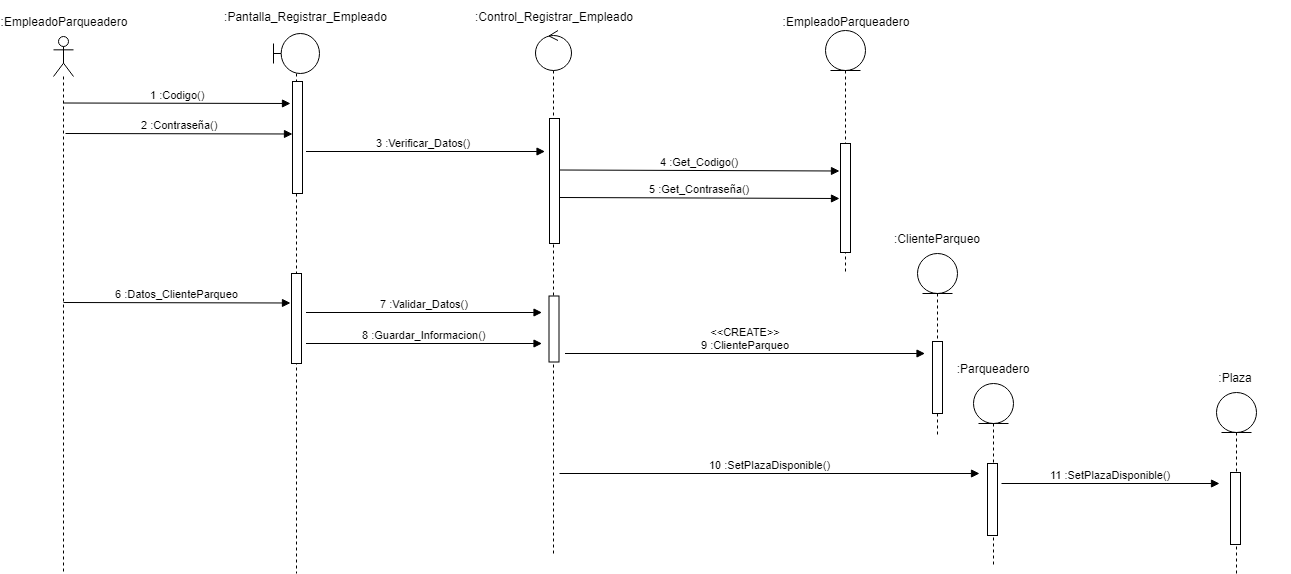 :EmpleadoParqueadero
:Pantalla_Registrar_Empleado
:Control_Registrar_Empleado
:EmpleadoParqueadero
1 :Codigo()
2 :Contraseña()
3 :Verificar_Datos()
4 :Get_Codigo()
5 :Get_Contraseña()
:ClienteParqueo
6 :Datos_ClienteParqueo
7 :Validar_Datos()
8 :Guardar_Informacion()
<<CREATE>>
9 :ClienteParqueo
:Parqueadero
:Plaza
10 :SetPlazaDisponible()
11 :SetPlazaDisponible()